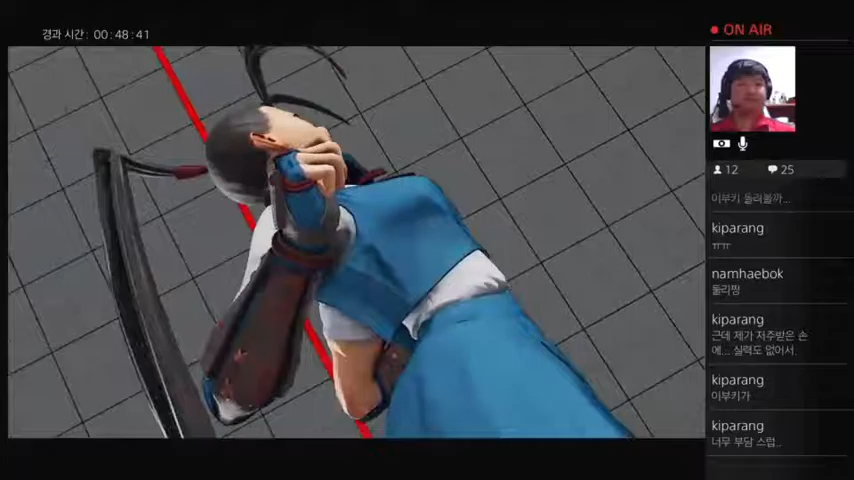 경과 시간: 00:48:41
ON AIR
12
25
이부키 돌려볼까...
kiparang
ㅠㅠ
namhaebok
둘리찡
kiparang
근데 제가 저주받은 손
에... 실력도 없어서.
kiparang
이부키가
kiparang
너무 부담 스럽..